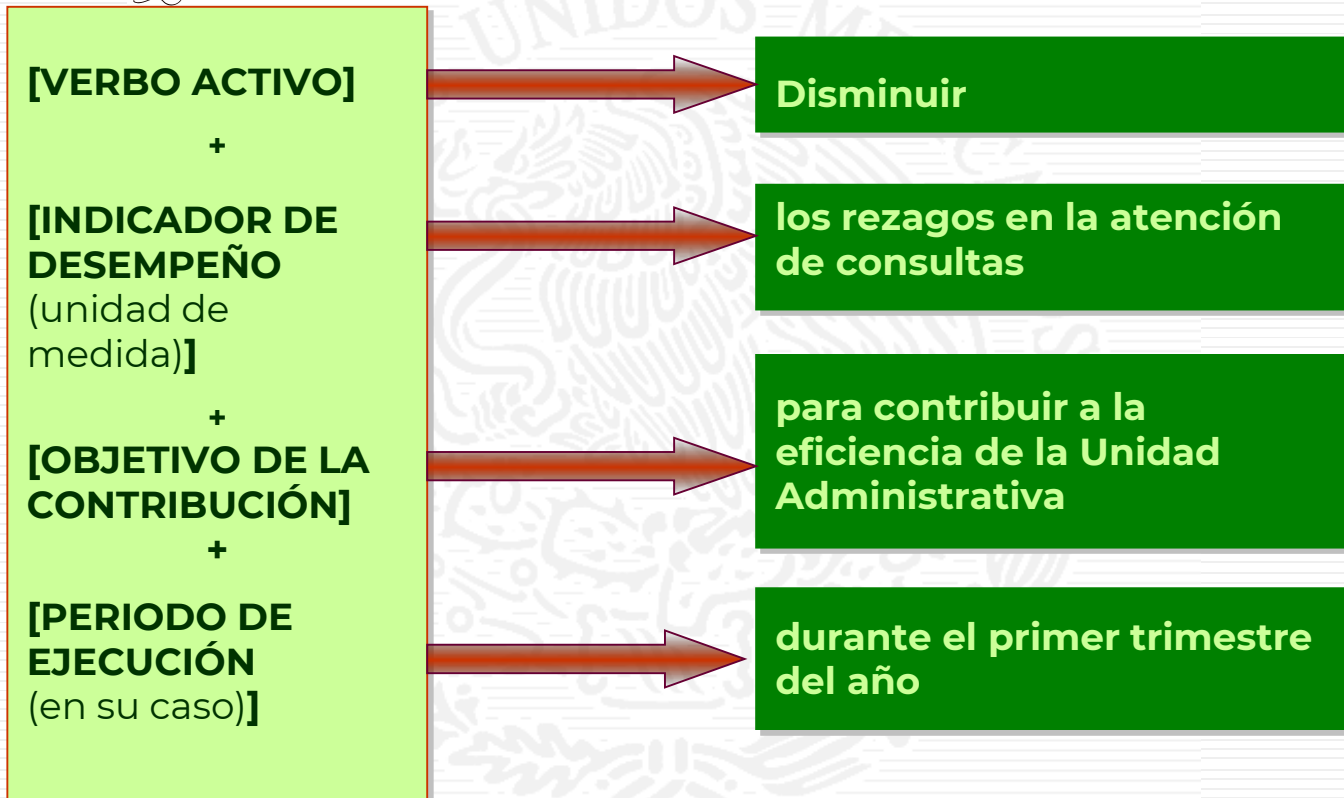 UNIDOS ME
[VERBO ACTIVO]
Disminuir
+
[INDICADOR DE
DESEMPEÑO
(unidad de
medida)]
los rezagos en la atención
de consultas
+
[OBJETIVO DE LA
CONTRIBUCIÓN]
para contribuir a la
eficiencia de la Unidad
Administrativa
+
[PERIODO DE
EJECUCIÓN
(en su caso)]
durante el primer trimestre
del año